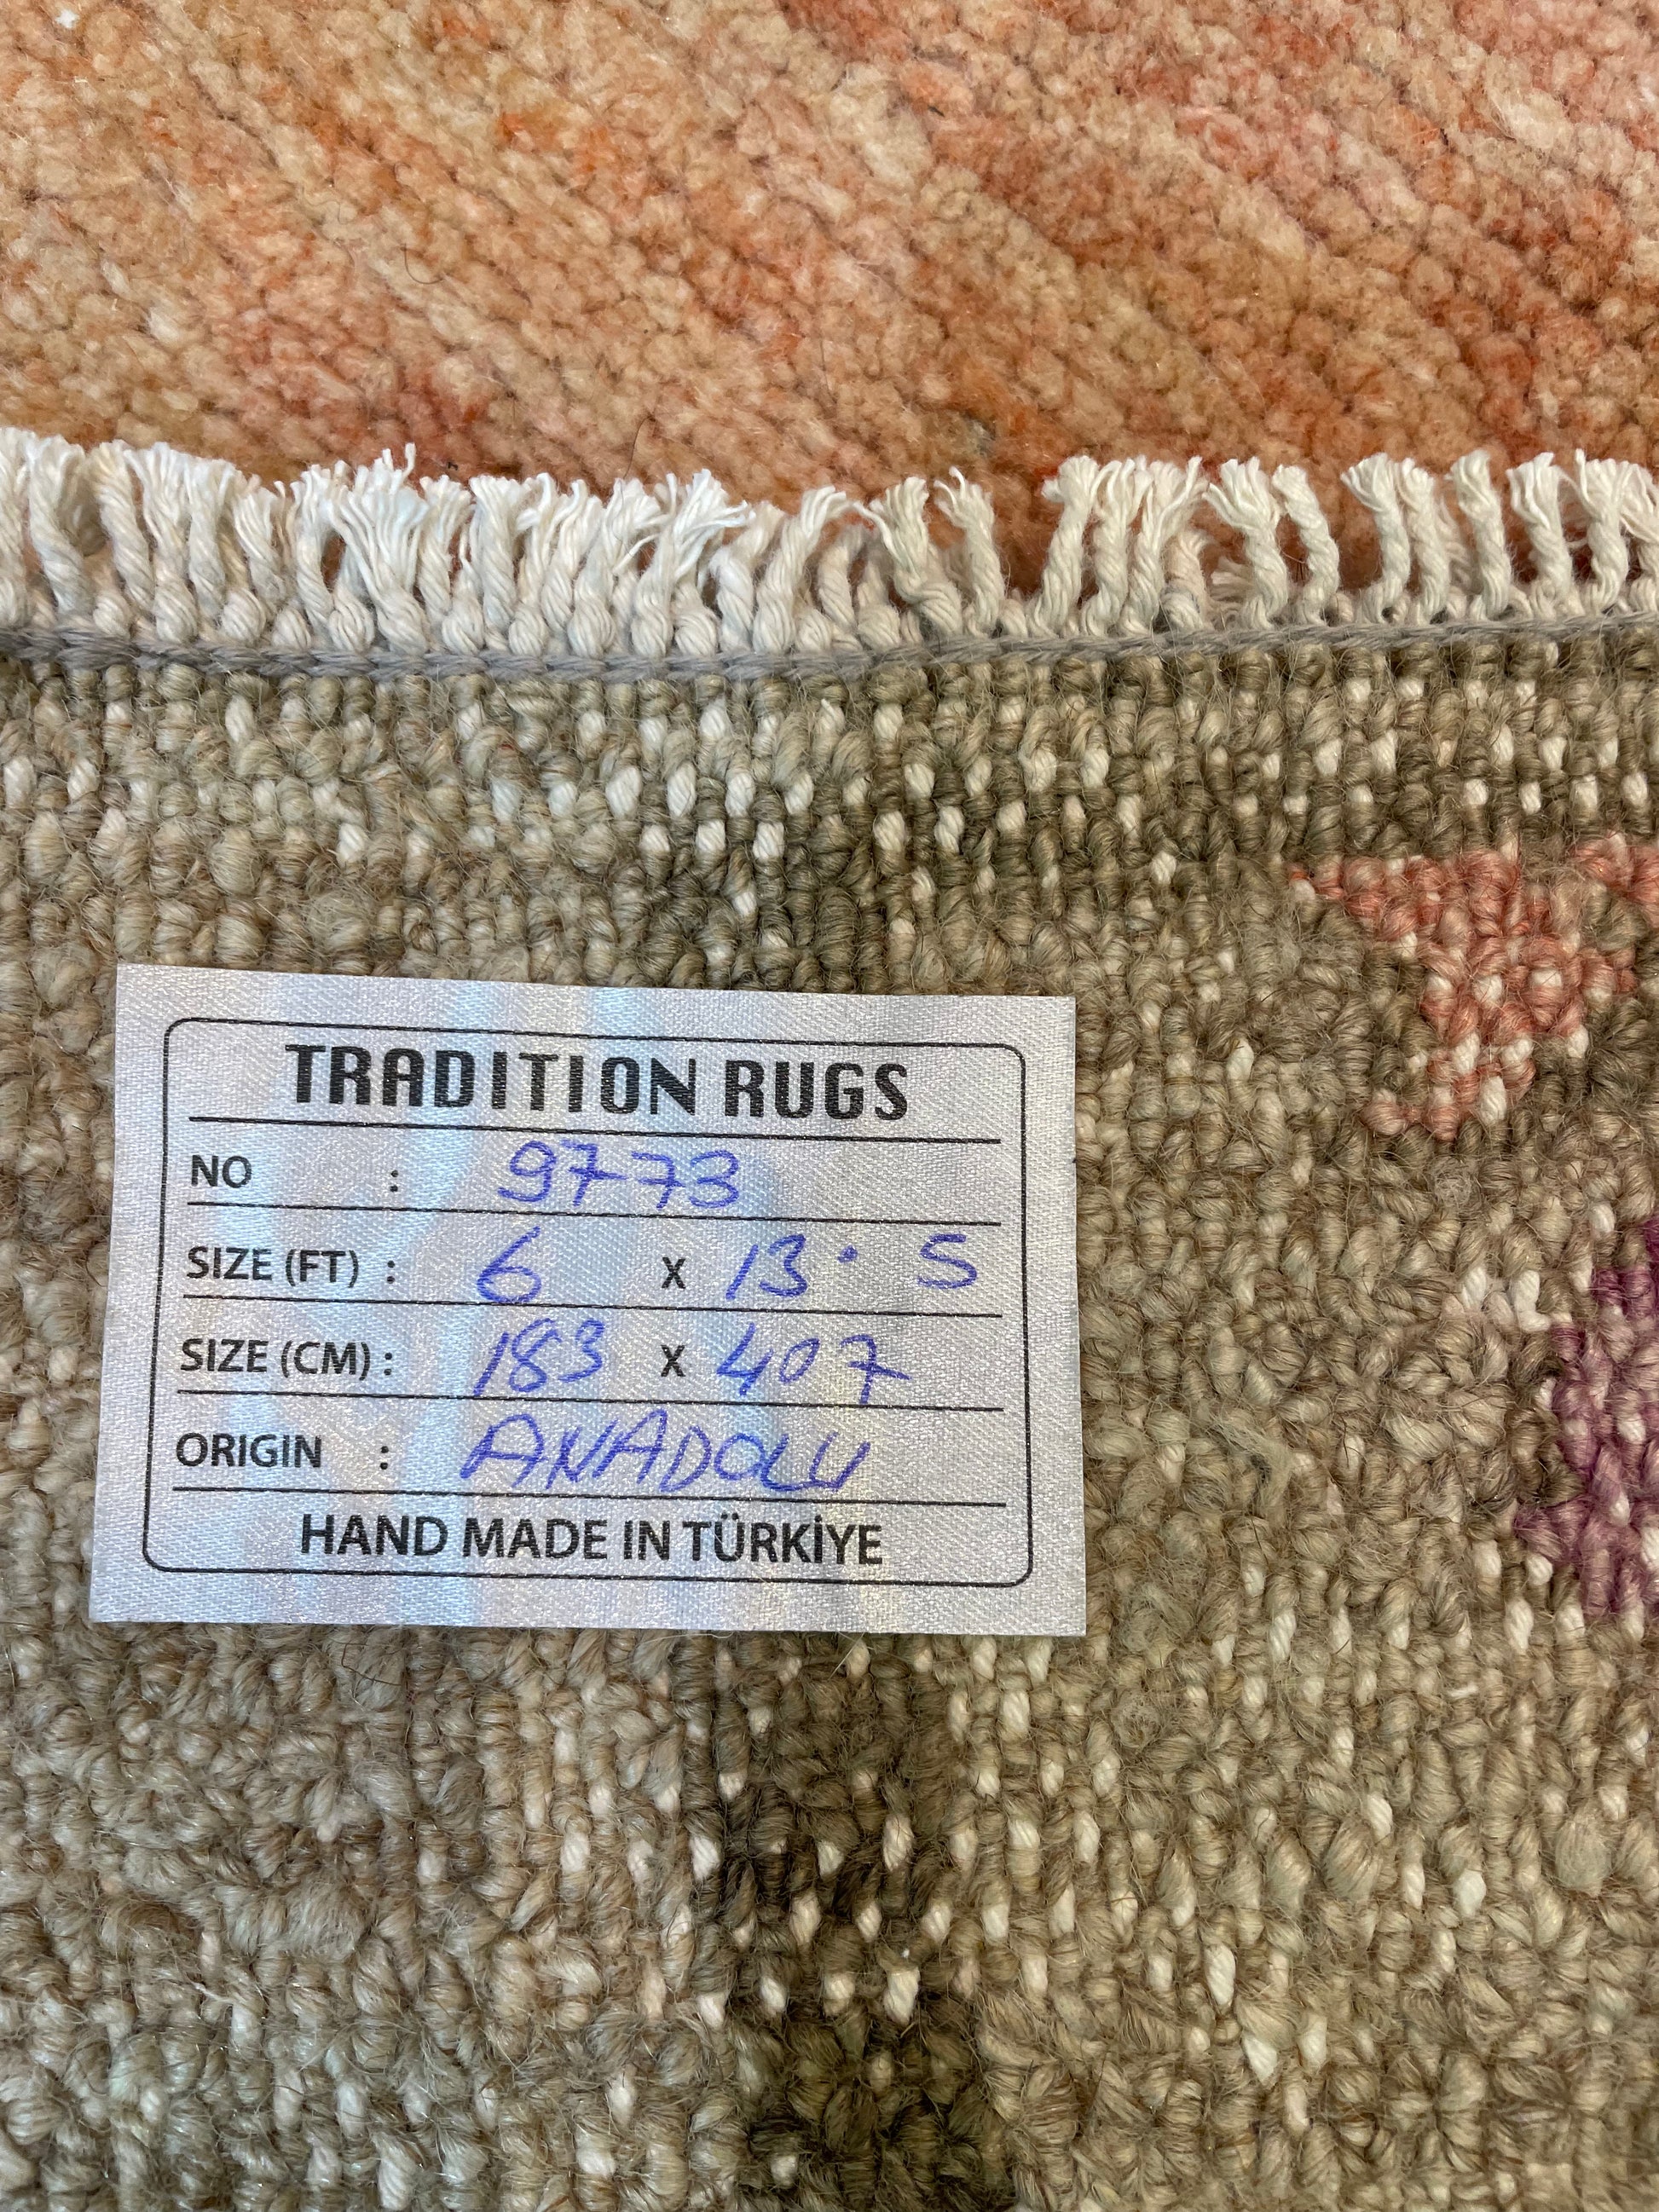 TRADITION RUGS
NO : 9773
SIZE (FT) : 6 x 13.5
SIZE (CM) : 183 x 407
ORIGIN : ANADOLU
HAND MADE IN TÜRKİYE